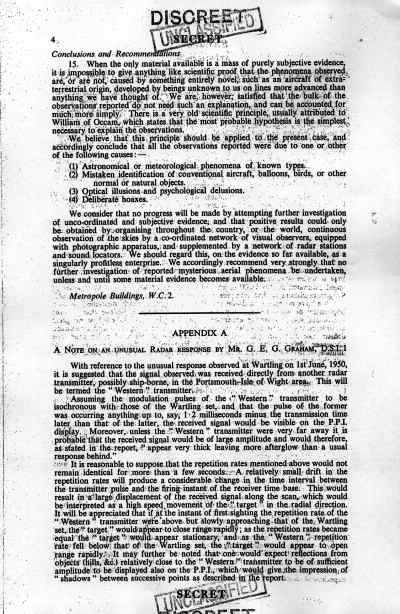 DISCREET
UNCLASSIFIED
4
SECRET
Conclusions and Recommendations
15. When the only material available is a mass of purely subjective evidence,
it is impossible to give anything like scientific proof that the phenomena observed
are, or are not, caused by something entirely novel, such as an aircraft of extra-
terrestrial origin, developed by beings unknown to us on lines more advanced than
anything we have thought of. We are, however, satisfied that the bulk of the
observations reported do not need such an explanation, and can be accounted for
much more simply. There is a very old scientific principle, usually attributed to
William of Occam, which states that the most probable hypothesis is the simplest
necessary to explain the observations.
We believe that this principle should be applied to the present case, and
accordingly conclude that all the observations reported were due to one or other
of the following causes:—
(1) Astronomical or meteorological phenomena of known types.
(2) Mistaken identification of conventional aircraft, balloons, birds, or other
normal or natural objects.
(3) Optical illusions and psychological delusions.
(4) Deliberate hoaxes.
We consider that no progress will be made by attempting further investigation
of unco-ordinated and subjective evidence, and that positive results could only
be obtained by organising throughout the country, or the world, continuous
observation of the skies by a co-ordinated network of visual observers, equipped
with photographic apparatus, and supplemented by a network of radar stations
and sound locators. We should regard this, on the evidence so far available, as a
singularly profitless enterprise. We accordingly recommend very strongly that no
further investigation of reported mysterious aerial phenomena be undertaken,
unless and until some material evidence becomes available.
Metropole Buildings, W.C.2.
APPENDIX A
A NOTE ON AN UNUSUAL RADAR RESPONSE BY MR. G. E. G. GRAHAM, D.S.I.1
With reference to the unusual response observed at Wartling on 1st June, 1950,
it is suggested that the signal observed was received directly from another radar
transmitter, possibly ship-borne, in the Portsmouth-Isle of Wight area. This will
be termed the "Western" transmitter.
Assuming the modulation pulses of the "Western" transmitter to be
isochronous with those of the Wartling set, and that the pulse of the former
was occurring anything up to, say, 1·2 milliseconds minus the transmission time
later than that of the latter, the received signal would be visible on the P.P.I.
display. Moreover, unless the "Western" transmitter were very far away it is
probable that the received signal would be of large amplitude and would therefore,
as stated in the report, "appear very thick leaving more afterglow than a usual
response behind."
It is reasonable to suppose that the repetition rates mentioned above would not
remain identical for more than a few seconds. A relatively small drift in the
repetition rates will produce a considerable change in the time interval between
the transmitter pulse and the firing instant of the receiver time base. This would
result in a large displacement of the received signal along the scan, which would
be interpreted as a high speed movement of the "target" in the radial direction.
It will be appreciated that if at the instant of first sighting the repetition rate of the
"Western" transmitter were above but slowly approaching that of the Wartling
set, the "target" would appear to close range rapidly; as the repetition rates became
equal the "target" would appear stationary, and as the "Western" repetition
rate fell below that of the Wartling set, the "target" would appear to open
range rapidly. It may further be noted that one would expect reflections from
objects (hills, &c.) relatively close to the "Western" transmitter to be of sufficient
amplitude to be displayed also on the P.P.I., which would give the impression of
"shadows" between successive points as described in the report.
SECRET
UNCLASSIFIED
DISCREET